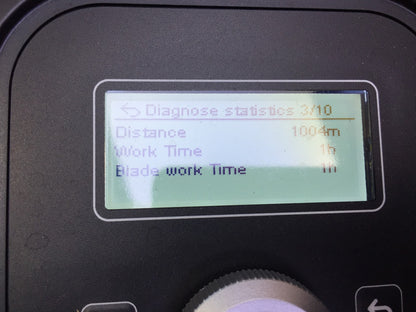 Diagnose statistics 3/10
Distance 1004m
Work Time 1h
Blade work Time 1h